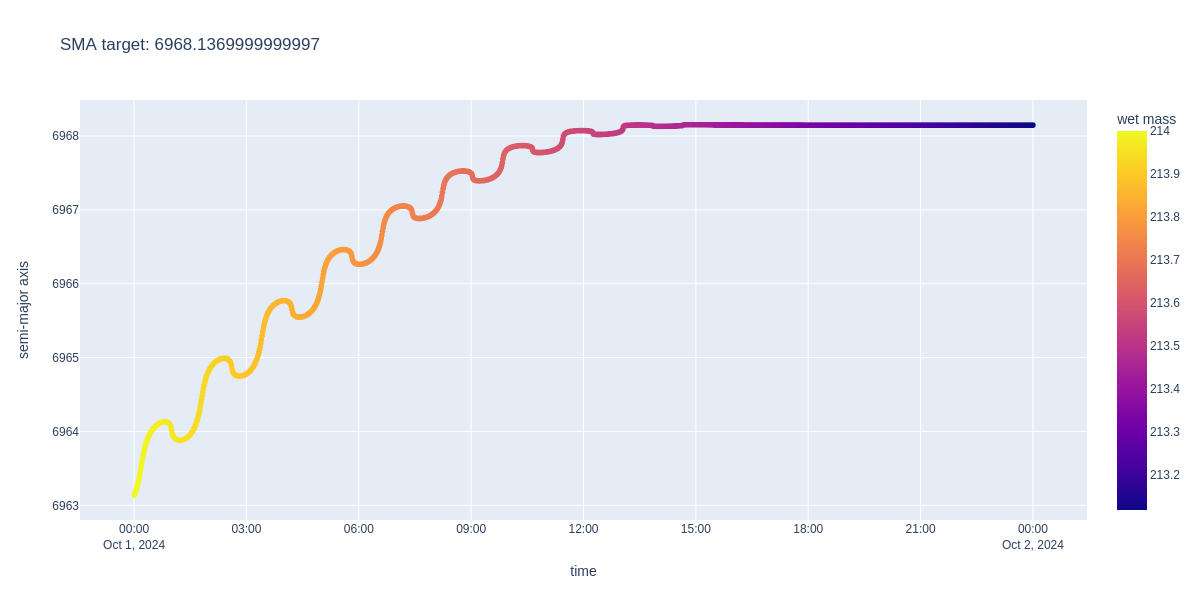 SMA target: 6968.1369999999997
wet mass
214
213.9
213.8
213.7
213.6
213.5
213.4
213.3
213.2
semi-major axis
6968
6967
6966
6965
6964
6963
00:00 03:00 06:00 09:00 12:00 15:00 18:00 21:00 00:00
Oct 1, 2024 Oct 2, 2024
time